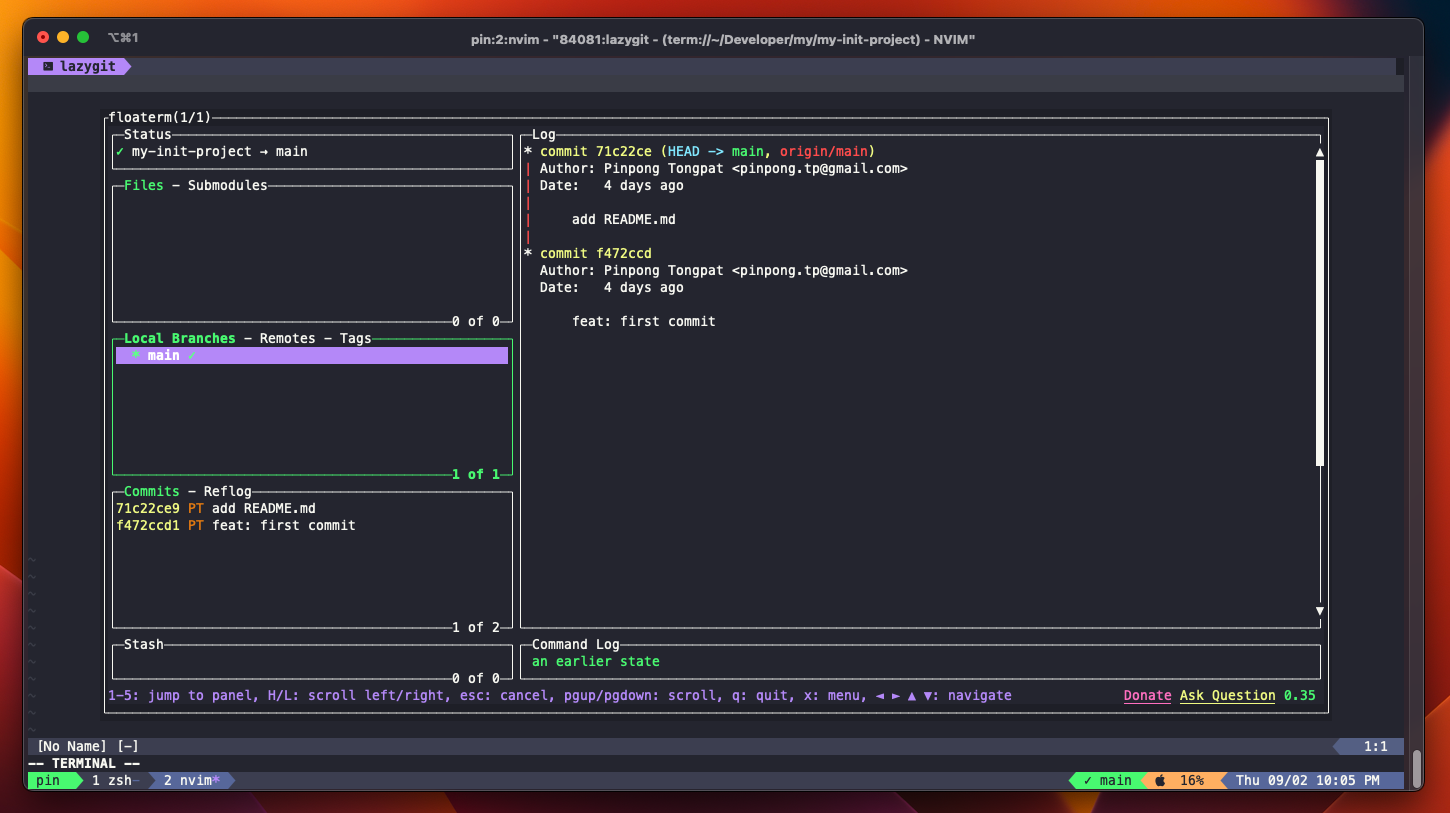 ⌥⌘1
pin:2:nvim - "84081:lazygit - (term://~/Developer/my/my-init-project) - NVIM"
lazygit
floaterm(1/1)
Status
✓ my-init-project → main
Files - Submodules
0 of 0
Local Branches - Remotes - Tags
* main ✓
1 of 1
Commits - Reflog
71c22ce9 PT add README.md
f472ccd1 PT feat: first commit
1 of 2
Stash
0 of 0
Log
* commit 71c22ce (HEAD -> main, origin/main)
| Author: Pinpong Tongpat <pinpong.tp@gmail.com>
| Date:   4 days ago
|
|     add README.md
|
* commit f472ccd
Author: Pinpong Tongpat <pinpong.tp@gmail.com>
Date:   4 days ago
feat: first commit
Command Log
an earlier state
1-5: jump to panel, H/L: scroll left/right, esc: cancel, pgup/pgdown: scroll, q: quit, x: menu, ◄ ► ▲ ▼: navigate
Donate Ask Question 0.35
~
~
~
~
~
~
~
~
~
~
~
[No Name] [-]
1:1
-- TERMINAL --
pin 1 zsh- 2 nvim*
✓ main 16% Thu 09/02 10:05 PM